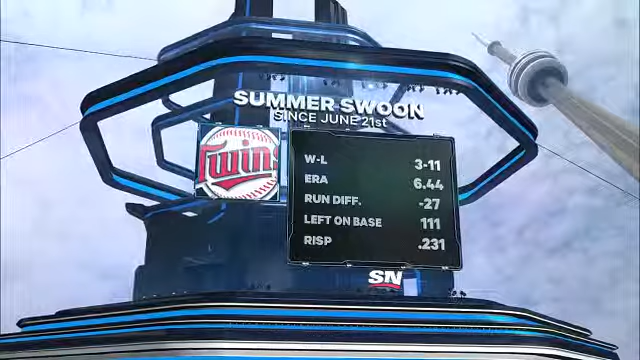 SUMMER SWOON
SINCE JUNE 21st
Twins
W-L 3-11
ERA 6.44
RUN DIFF. -27
LEFT ON BASE 111
RISP .231
SN